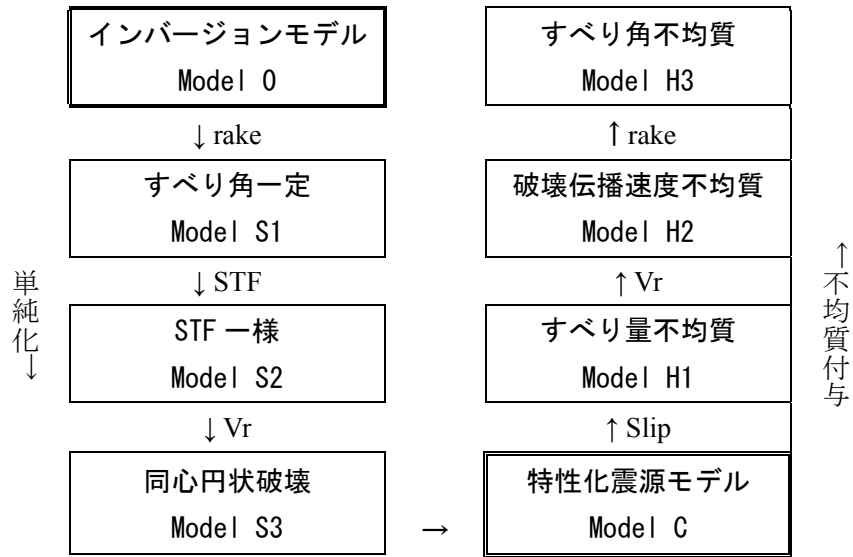 インバージョンモデル
Model 0
↓ rake
すべり角一定
Model S1
↓ STF
STF 一様
Model S2
↓ Vr
同心円状破壊
Model S3
単純化→
→
すべり角不均質
Model H3
↑ rake
破壊伝播速度不均質
Model H2
↑ Vr
すべり量不均質
Model H1
↑ Slip
特性化震源モデル
Model C
←不均質付与